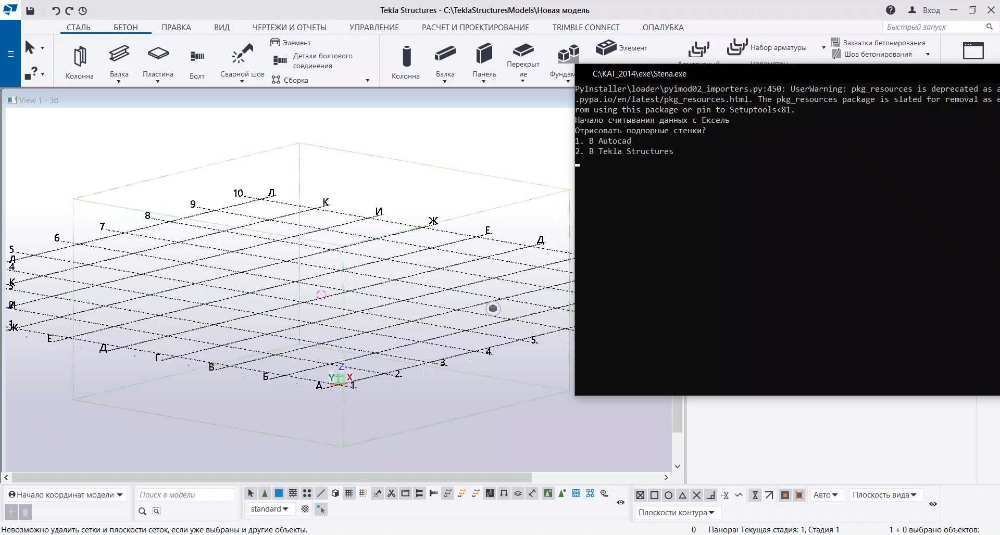 Tekla Structures - C:\TeklaStructuresModels\Новая модель
Вход
СТАЛЬ БЕТОН ПРАВКА ВИД ЧЕРТЕЖИ И ОТЧЕТЫ УПРАВЛЕНИЕ РАСЧЕТ И ПРОЕКТИРОВАНИЕ TRIMBLE CONNECT ОПАЛУБКА
Быстрый запуск
Колонна
Балка
Пластина
Болт
Сварной шов
Элемент
Детали болтового
соединения
Сборка
Колонна
Балка
Панель
Перекрыт
ие
Фундам
Элемент
Набор арматуры
Захватки бетонирования
Шов бетонирования
C:\KAT_2014\exe\Stena.exe
PyInstaller\loader\pyimod02_importers.py:450: UserWarning: pkg_resources is deprecated as a
.pypa.io/en/latest/pkg_resources.html. The pkg_resources package is slated for removal as e
rom using this package or pin to Setuptools<81.
Начало считывания данных с Ексель
Отрисовать подпорные стенки?
1. В Autocad
2. В Tekla Structures
View 1 - 3d
10 Л
9 К
8 И
7 Ж
6 Е
5 Д
Л
4
К
3
И
2
1
Ж
Е
Д
Г
В
Б
А
1
2
3
4
5
Z
Y X
Начало координат модели
Поиск в модели
standard
Авто
Плоскость вида
Плоскости контура
Невозможно удалить сетки и плоскости сеток, если уже выбраны и другие объекты.
0 Панораг Текущая стадия: 1, Стадия 1 1 + 0 выбрано объектов: